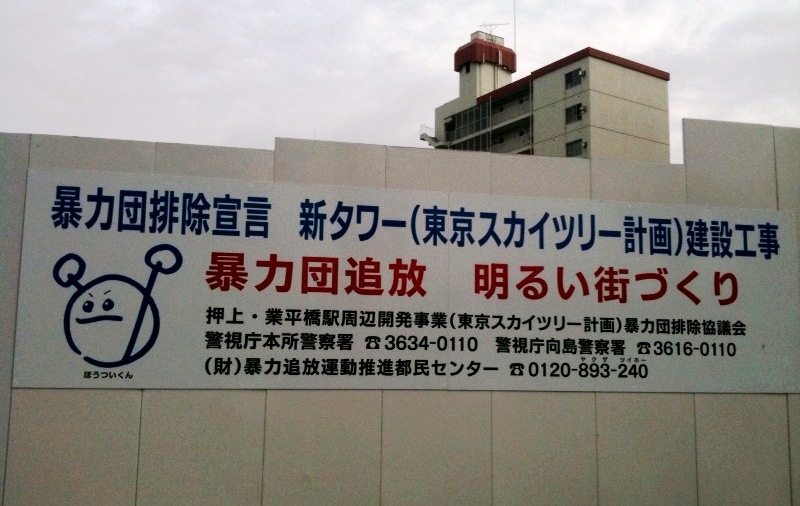 暴力団排除宣言 新タワー(東京スカイツリー計画)建設工事
暴力団追放 明るい街づくり
押上・業平橋駅周辺開発事業(東京スカイツリー計画)暴力団排除協議会
警視庁本所警察署 ☎3634-0110 警視庁向島警察署 ☎3616-0110
ヤクザ ツイホー
(財)暴力追放運動推進都民センター ☎0120-893-240
ぼうついくん